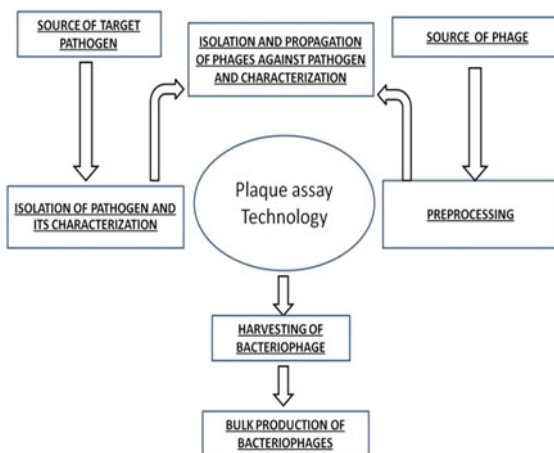 SOURCE OF TARGET
PATHOGEN
ISOLATION AND PROPAGATION
OF PHAGES AGAINST PATHOGEN
AND CHARACTERIZATION
SOURCE OF PHAGE
ISOLATION OF PATHOGEN AND
ITS CHARACTERIZATION
Plaque assay
Technology
PREPROCESSING
HARVESTING OF
BACTERIOPHAGE
BULK PRODUCTION OF
BACTERIOPHAGES